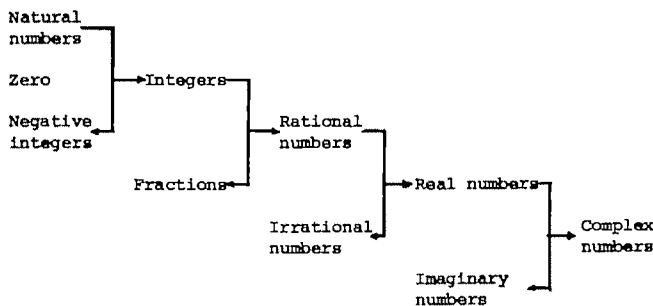 Natural
numbers
Zero
Integers
Negative
integers
Rational
numbers
Fractions
Real numbers
Irrational
numbers
Complex
numbers
Imaginary
numbers